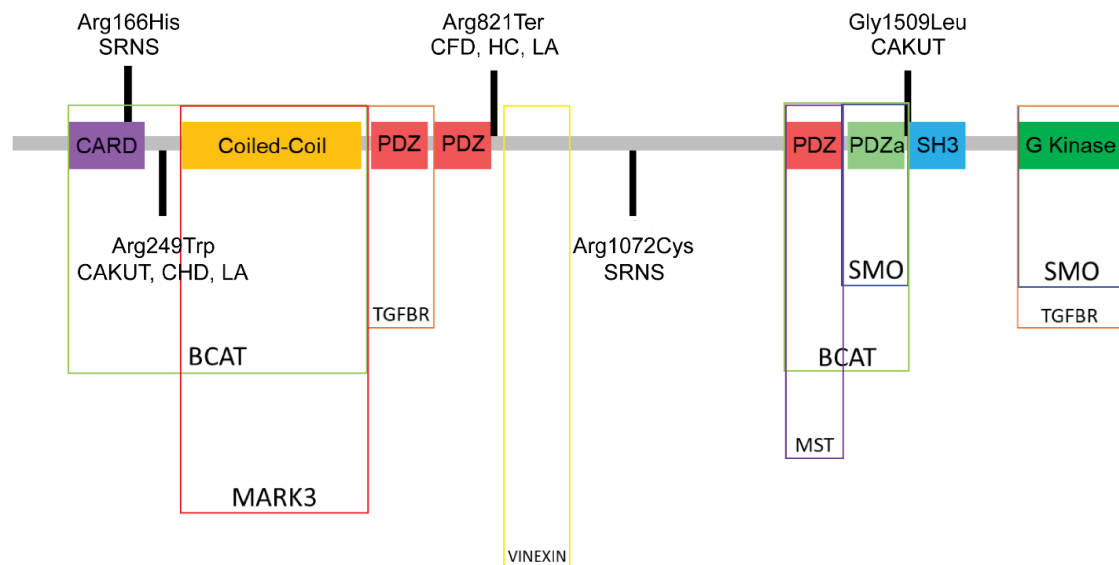 Arg166His
SRNS
Arg821Ter
CFD, HC, LA
Gly1509Leu
CAKUT
CARD
Coiled-Coil
PDZ
PDZ
PDZ
PDZa
SH3
G Kinase
Arg249Trp
CAKUT, CHD, LA
Arg1072Cys
SRNS
SMO
SMO
TGFBR
TGFBR
BCAT
BCAT
MST
MARK3
VINEXIN